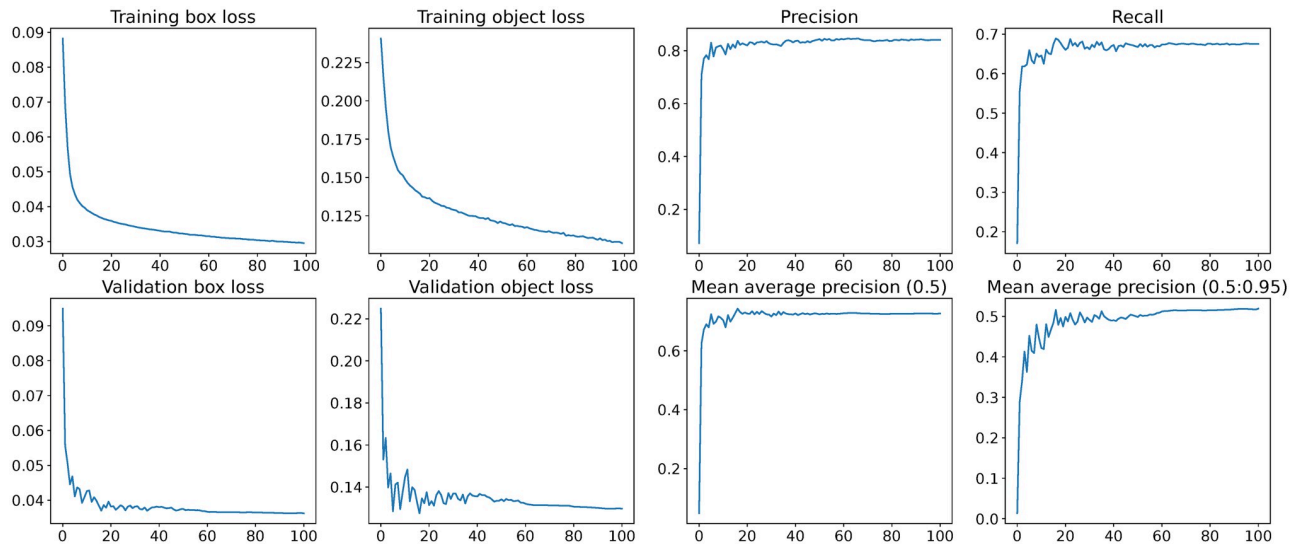 Training box loss
0.09
0.08
0.07
0.06
0.05
0.04
0.03
0 20 40 60 80 100
Training object loss
0.225
0.200
0.175
0.150
0.125
0 20 40 60 80 100
Precision
0.8
0.6
0.4
0.2
0 20 40 60 80 100
Recall
0.7
0.6
0.5
0.4
0.3
0.2
0 20 40 60 80 100
Validation box loss
0.09
0.08
0.07
0.06
0.05
0.04
0 20 40 60 80 100
Validation object loss
0.22
0.20
0.18
0.16
0.14
0 20 40 60 80 100
Mean average precision (0.5)
0.6
0.4
0.2
0 20 40 60 80 100
Mean average precision (0.5:0.95)
0.5
0.4
0.3
0.2
0.1
0.0
0 20 40 60 80 100